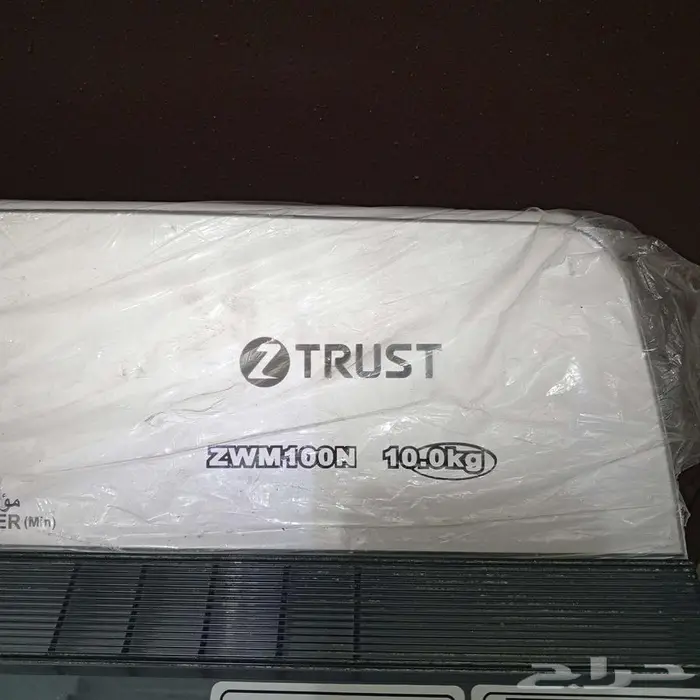 Z TRUST
ZWM100N 10.0kg
ER (Min)
حراج